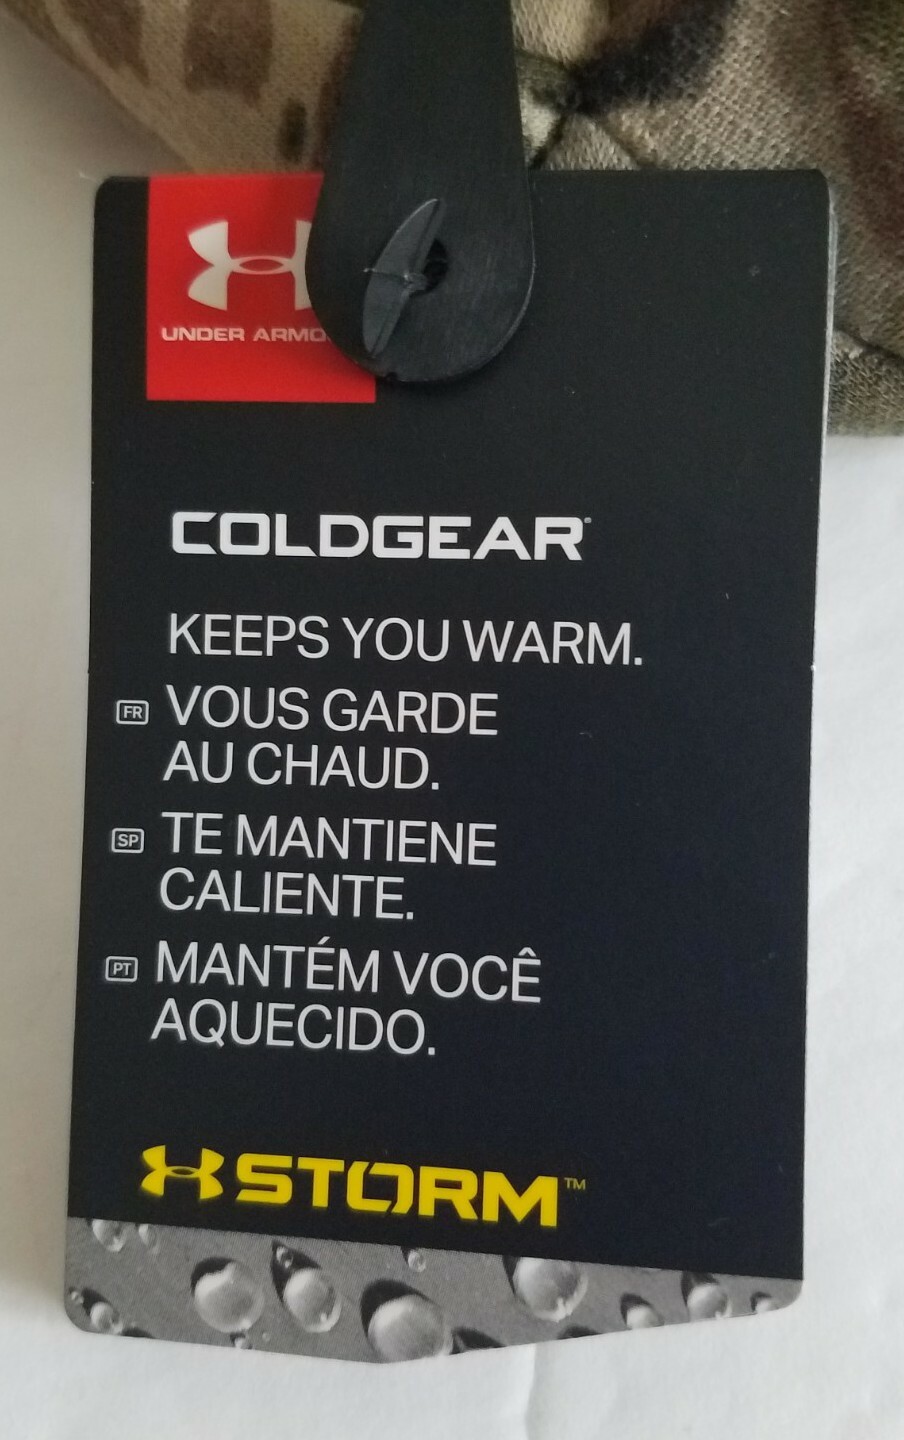 UNDER ARMO
COLDGEAR®
KEEPS YOU WARM.
FR VOUS GARDE
AU CHAUD.
SP TE MANTIENE
CALIENTE.
PT MANTÉM VOCÊ
AQUECIDO.
STORM™